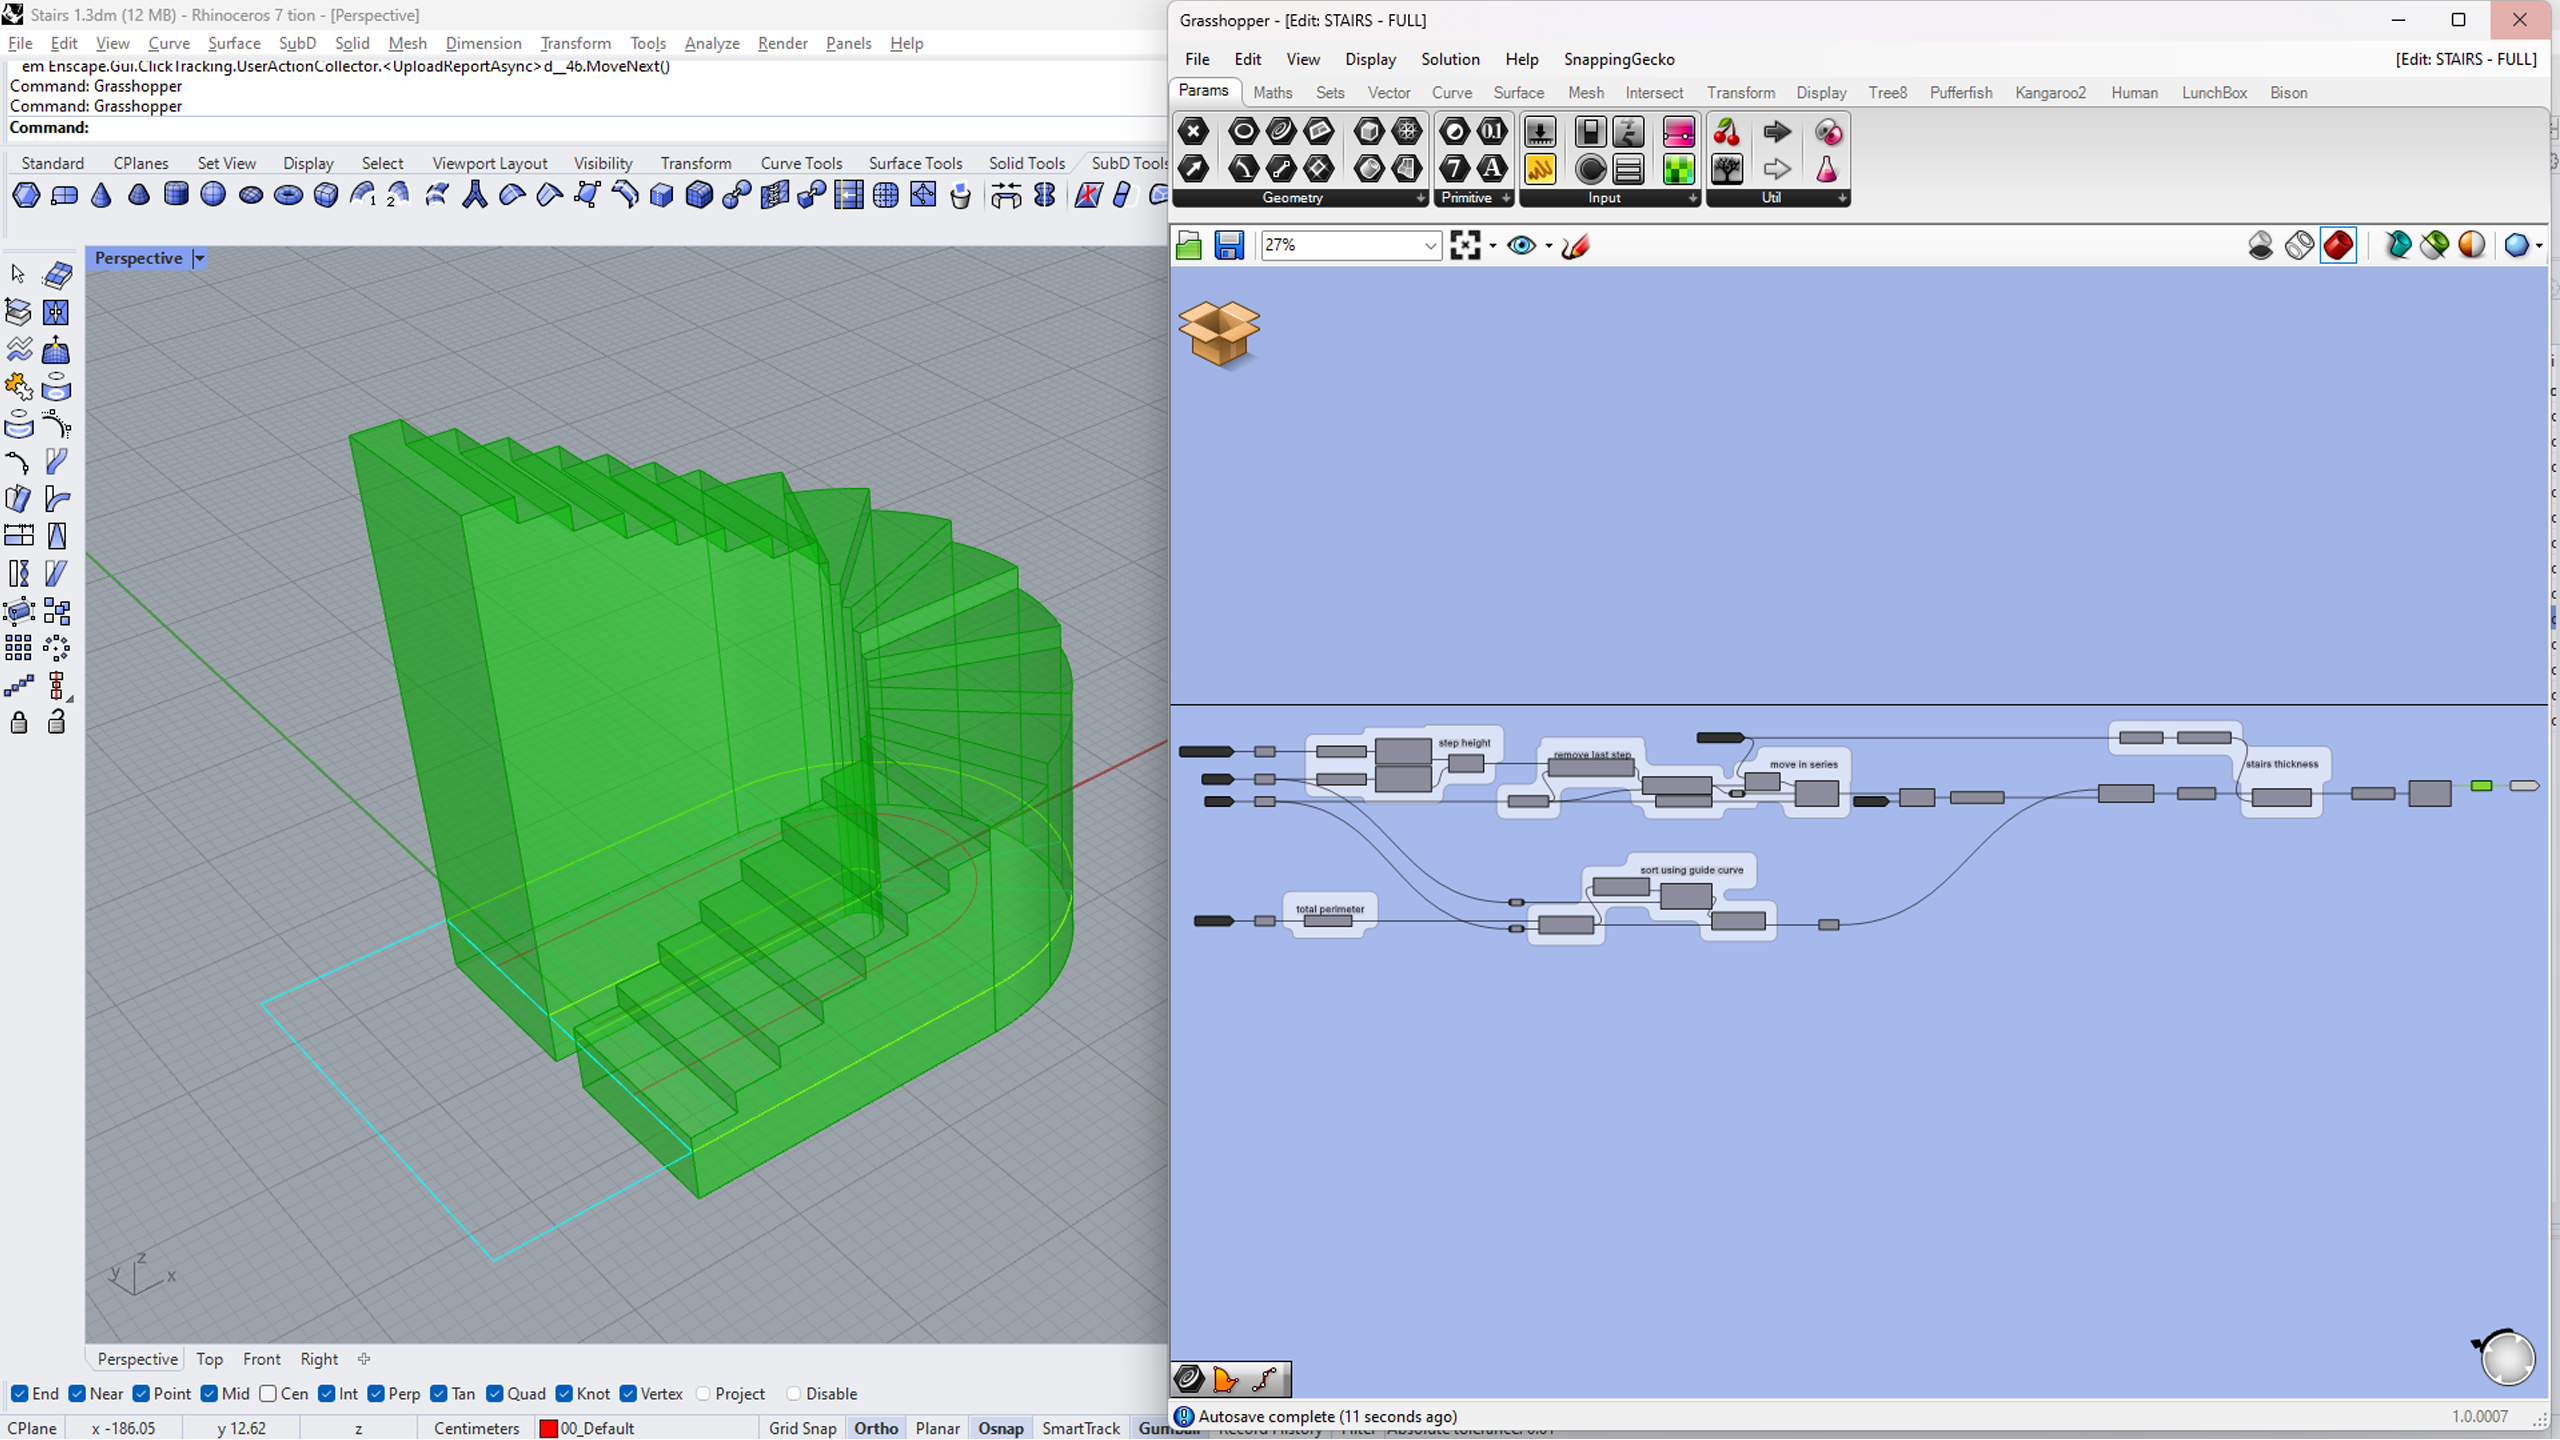 Stairs 1.3dm (12 MB) - Rhinoceros 7 tion - [Perspective]
File Edit View Curve Surface SubD Solid Mesh Dimension Transform Tools Analyze Render Panels Help
em Enscape.Gui.ClickTracking.UserActionCollector.<UploadReportAsync>d__46.MoveNext()
Command: Grasshopper
Command: Grasshopper
Command:
Standard CPlanes Set View Display Select Viewport Layout Visibility Transform Curve Tools Surface Tools Solid Tools SubD Tools
Perspective
z
y
x
Perspective Top Front Right
End Near Point Mid Cen Int Perp Tan Quad Knot Vertex Project Disable
CPlane x -186.05 y 12.62 z Centimeters 00_Default Grid Snap Ortho Planar Osnap SmartTrack Gumball Record History Filter Absolute tolerance: 0.01
Grasshopper - [Edit: STAIRS - FULL]
File Edit View Display Solution Help SnappingGecko [Edit: STAIRS - FULL]
Params Maths Sets Vector Curve Surface Mesh Intersect Transform Display Tree8 Pufferfish Kangaroo2 Human LunchBox Bison
Geometry Primitive Input Util
27%
step height
remove last step
move in series
stairs thickness
sort using guide curve
total perimeter
Autosave complete (11 seconds ago)
1.0.0007